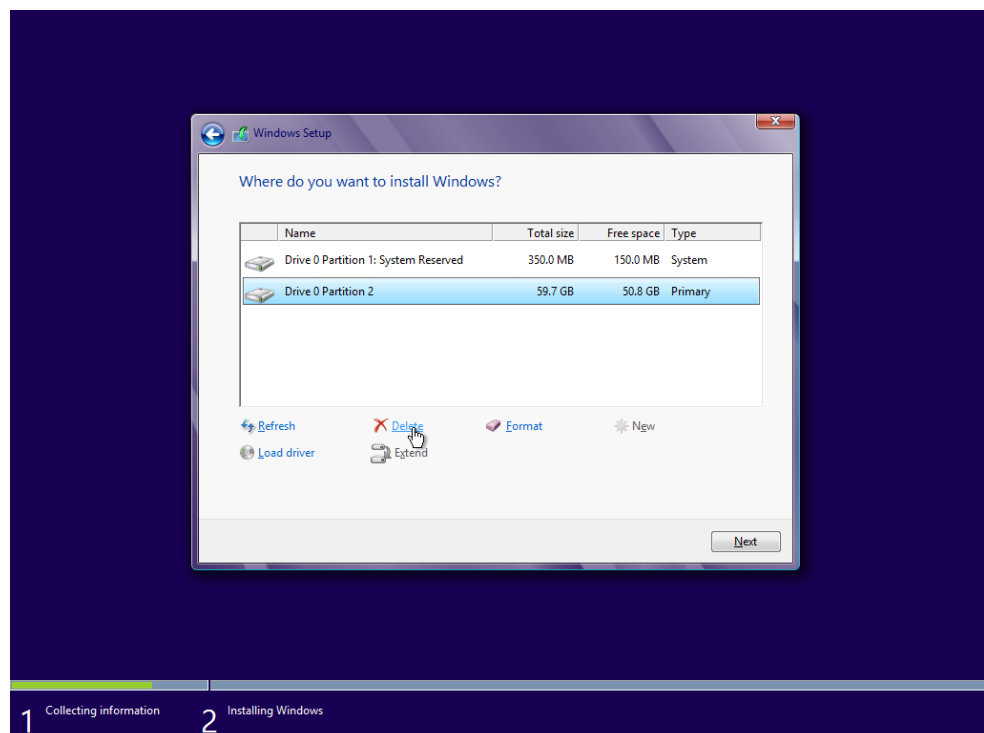 Windows Setup
Where do you want to install Windows?
Name Total size Free space Type
Drive 0 Partition 1: System Reserved 350.0 MB 150.0 MB System
Drive 0 Partition 2 59.7 GB 50.8 GB Primary
Refresh Delete Format New
Load driver Extend
Next
1 Collecting information 2 Installing Windows